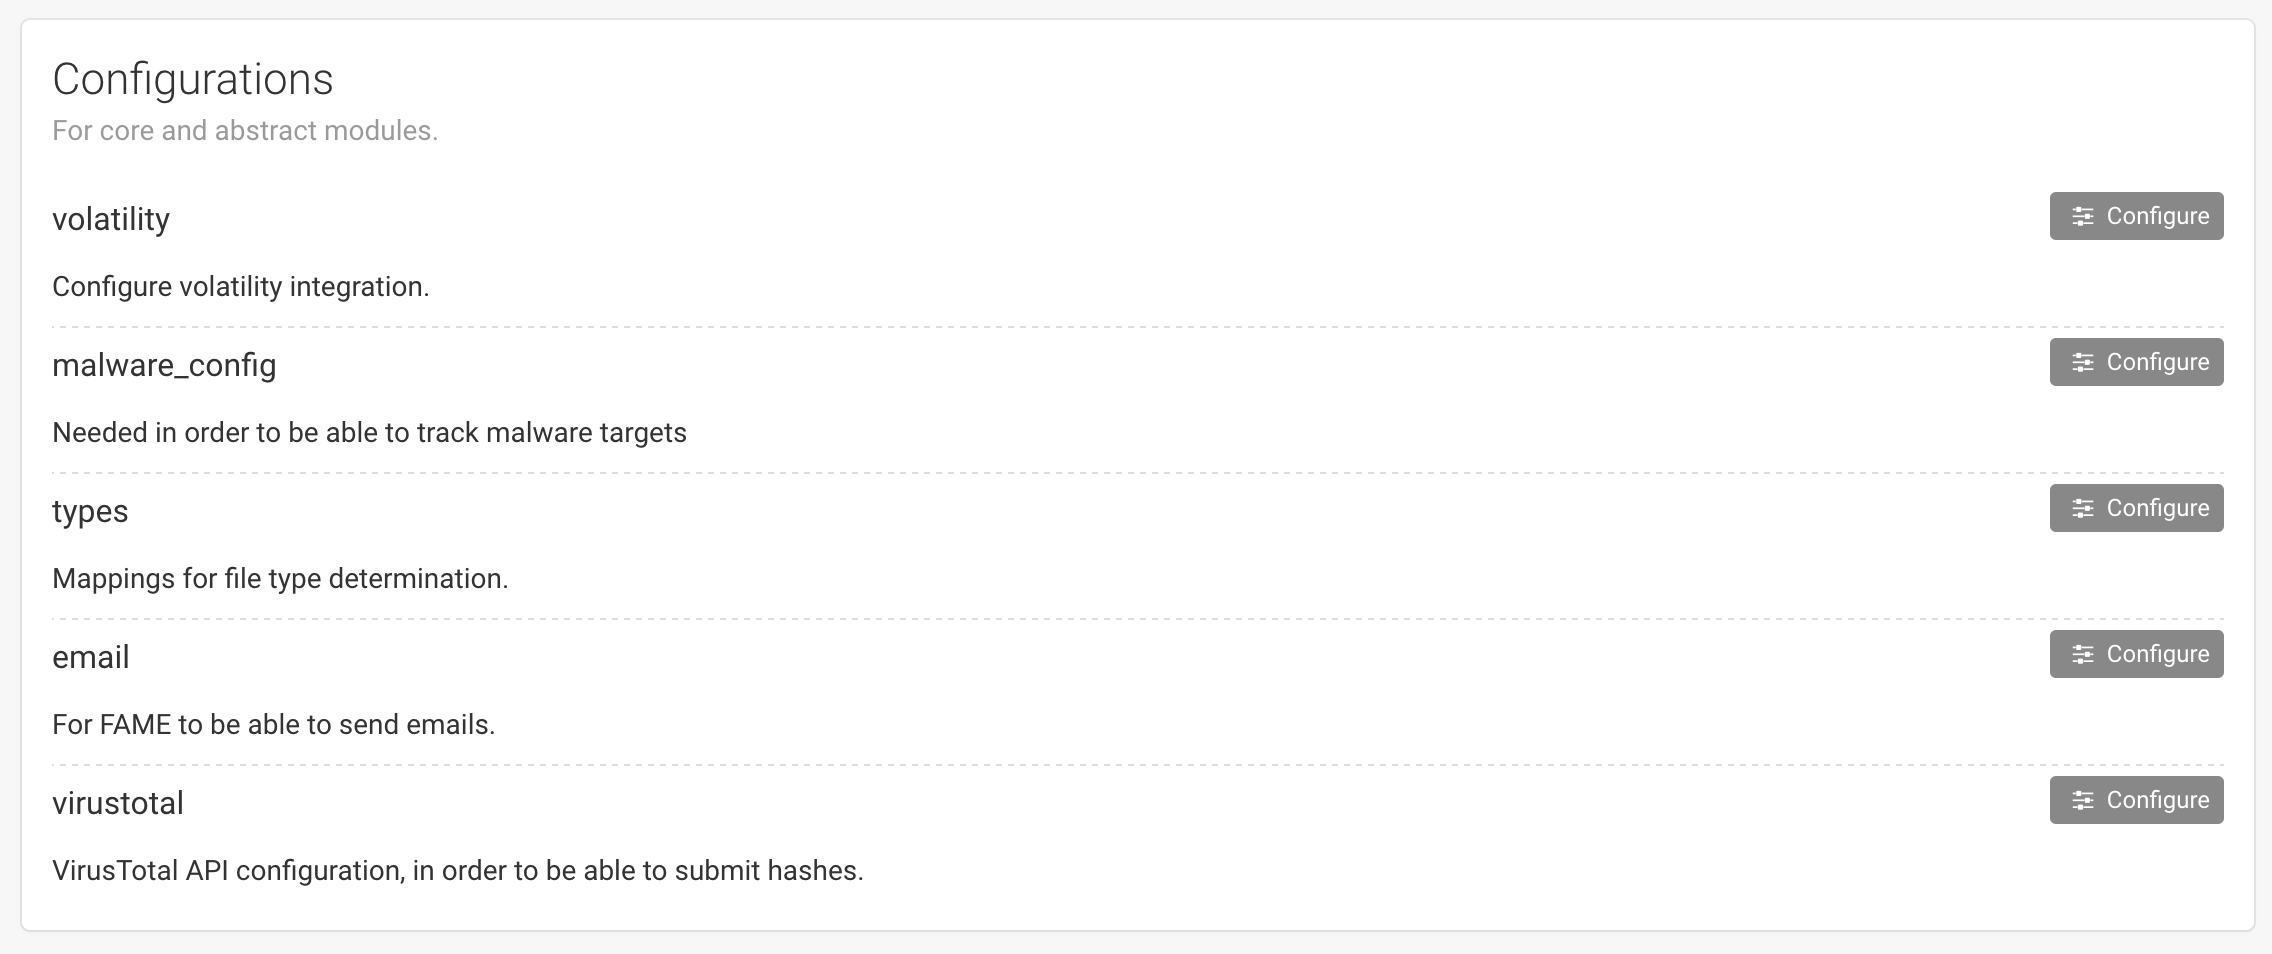 Configurations
For core and abstract modules.
volatility
Configure
Configure volatility integration.
malware_config
Configure
Needed in order to be able to track malware targets
types
Configure
Mappings for file type determination.
email
Configure
For FAME to be able to send emails.
virustotal
Configure
VirusTotal API configuration, in order to be able to submit hashes.